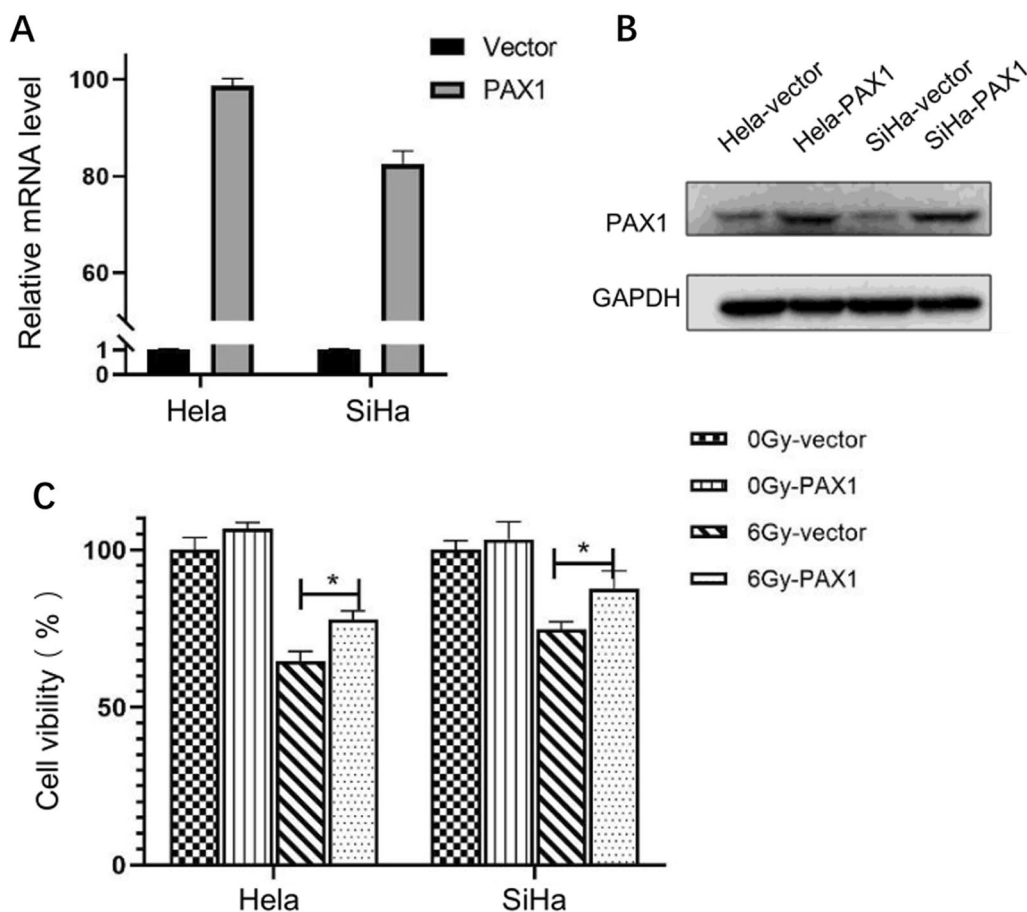 A
Vector
PAX1
Relative mRNA level
100
80
60
1
0
Hela
SiHa
B
Hela-vector
Hela-PAX1
SiHa-vector
SiHa-PAX1
PAX1
GAPDH
C
0Gy-vector
0Gy-PAX1
6Gy-vector
6Gy-PAX1
Cell vibility ( % )
100
50
0
*
*
Hela
SiHa